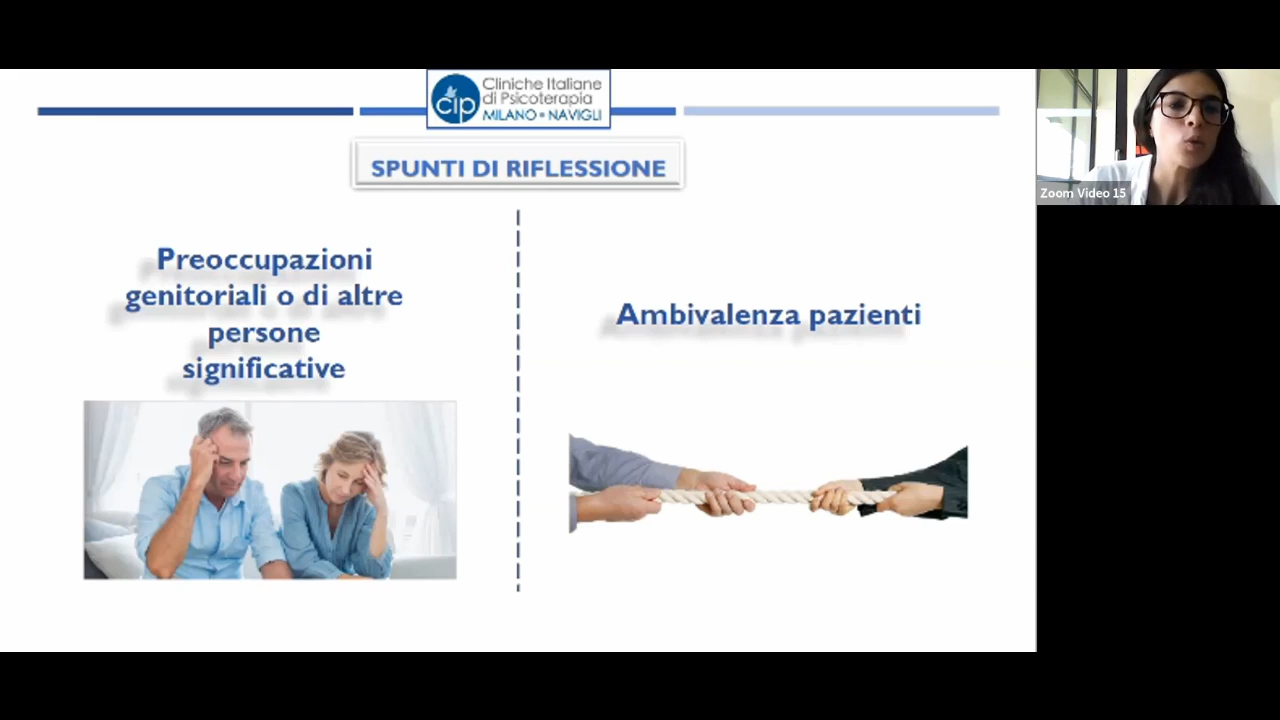 Cliniche Italiane
di Psicoterapia
cip
MILANO • NAVIGLI
SPUNTI DI RIFLESSIONE
Preoccupazioni
genitoriali o di altre
persone
significative
Ambivalenza pazienti
Zoom Video 15